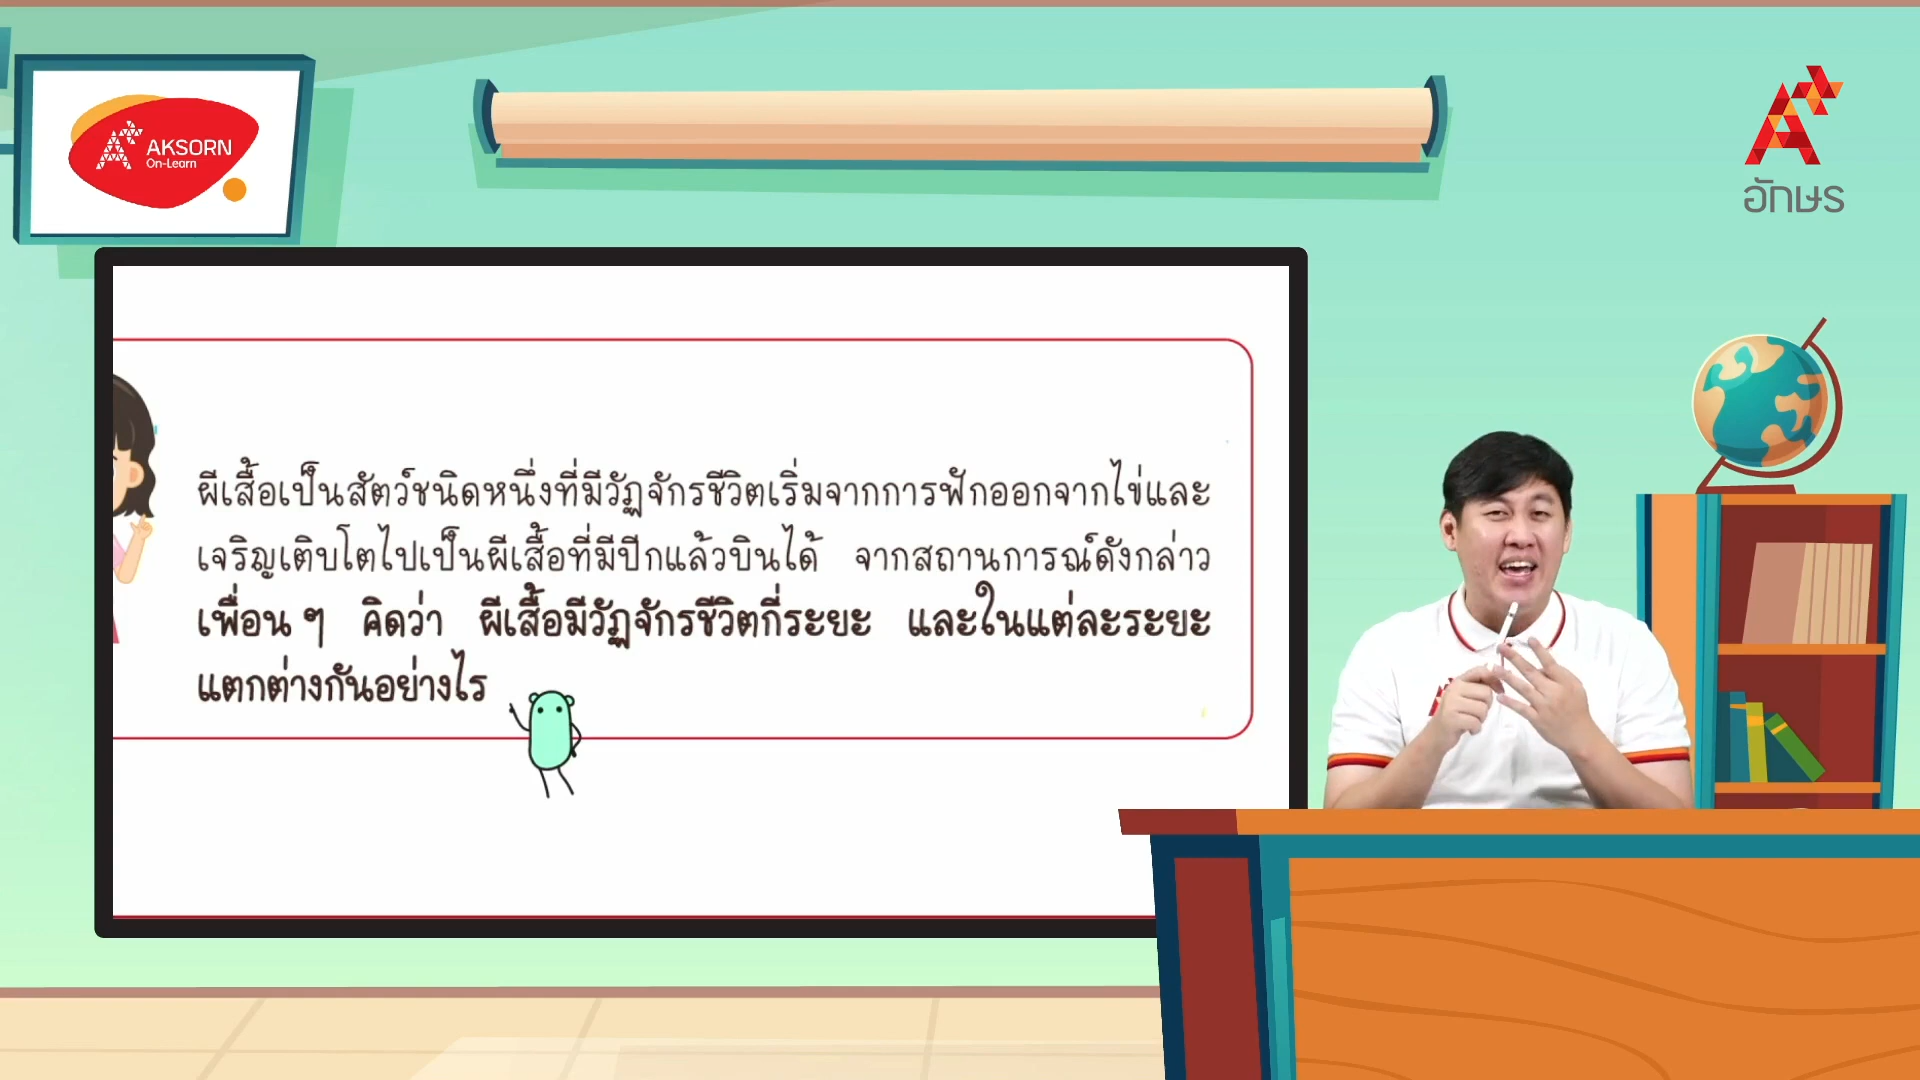 AKSORN
On-Learn
อักษร
ผีเสื้อเป็นสัตว์ชนิดหนึ่งที่มีวัฏจักรชีวิตเริ่มจากการฟักออกจากไข่และ
เจริญเติบโตไปเป็นผีเสื้อที่มีปีกแล้วบินได้ จากสถานการณ์ดังกล่าว
เพื่อน ๆ คิดว่า ผีเสื้อมีวัฏจักรชีวิตกี่ระยะ และในแต่ละระยะ
แตกต่างกันอย่างไร